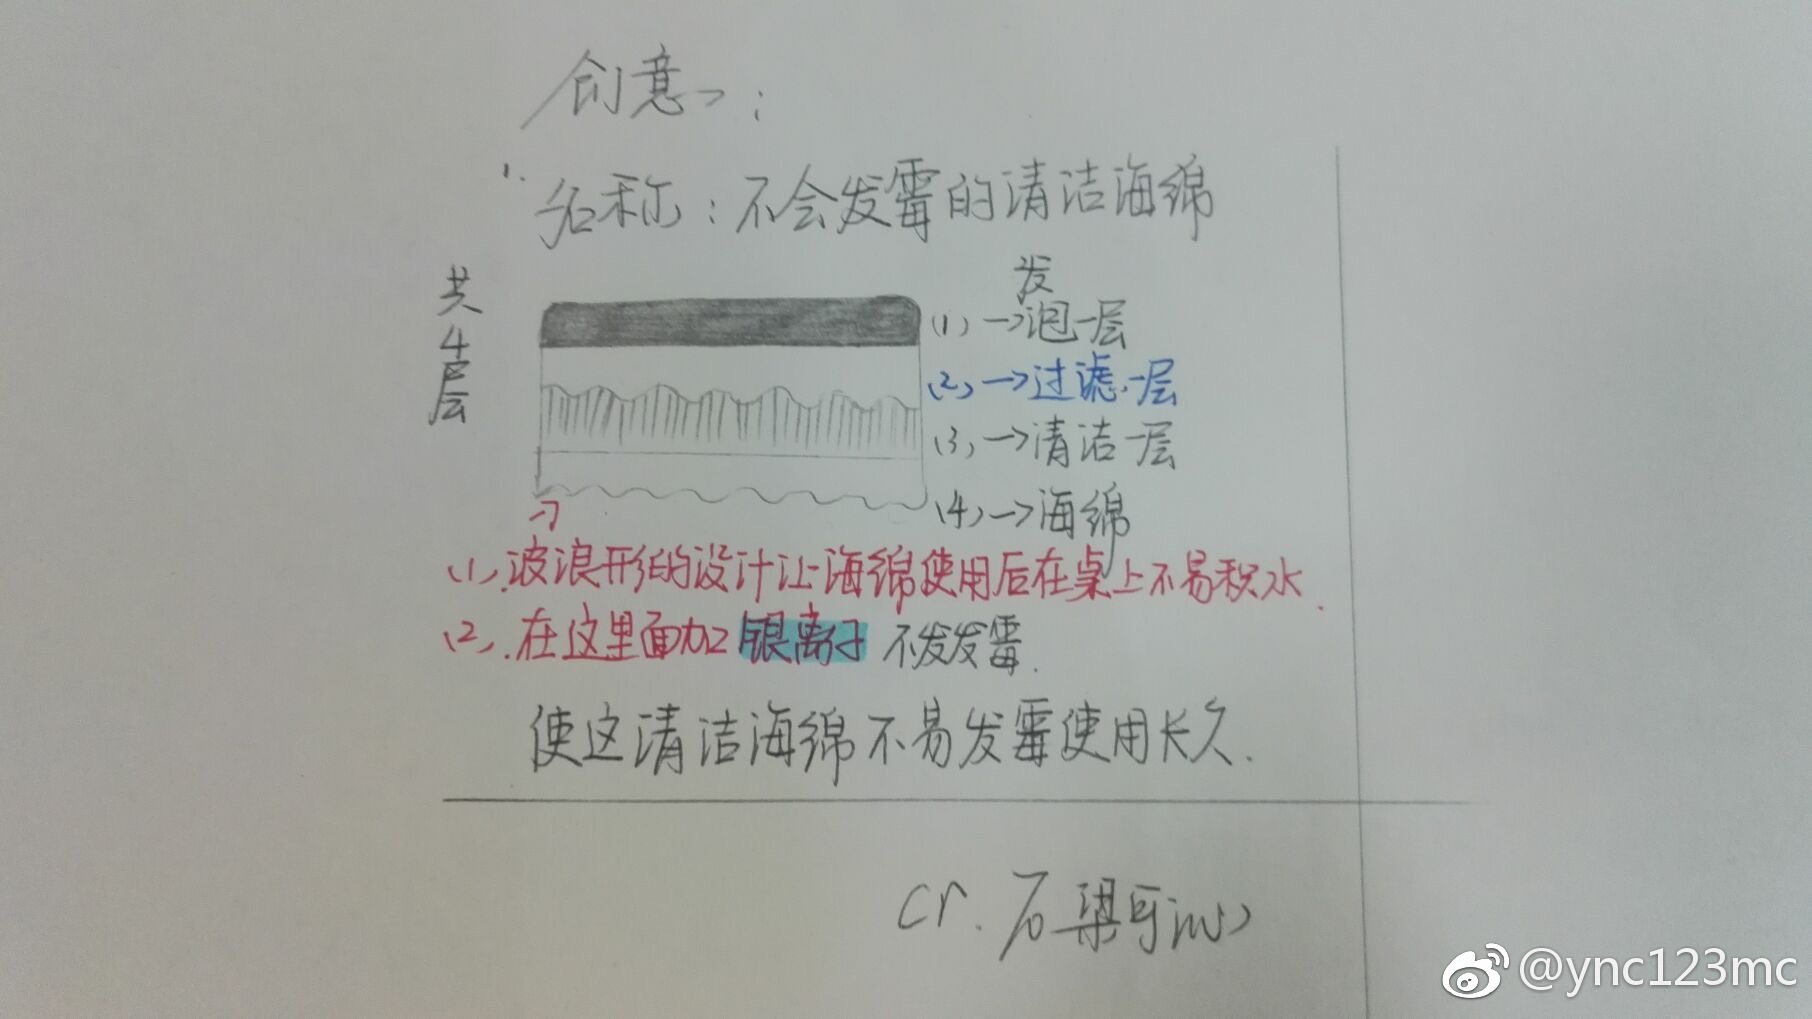 创意:
1.
名称:不会发霉的清洁海绵
共4层
(1)→发泡层
(2)→过滤层
(3)→清洁层
(4)→海绵
(1).波浪形的设计让海绵使用后在桌上不易积水.
(2).在这里面加银离子 不发发霉.
使这清洁海绵不易发霉使用长久.
cr.石梁
@ync123mc